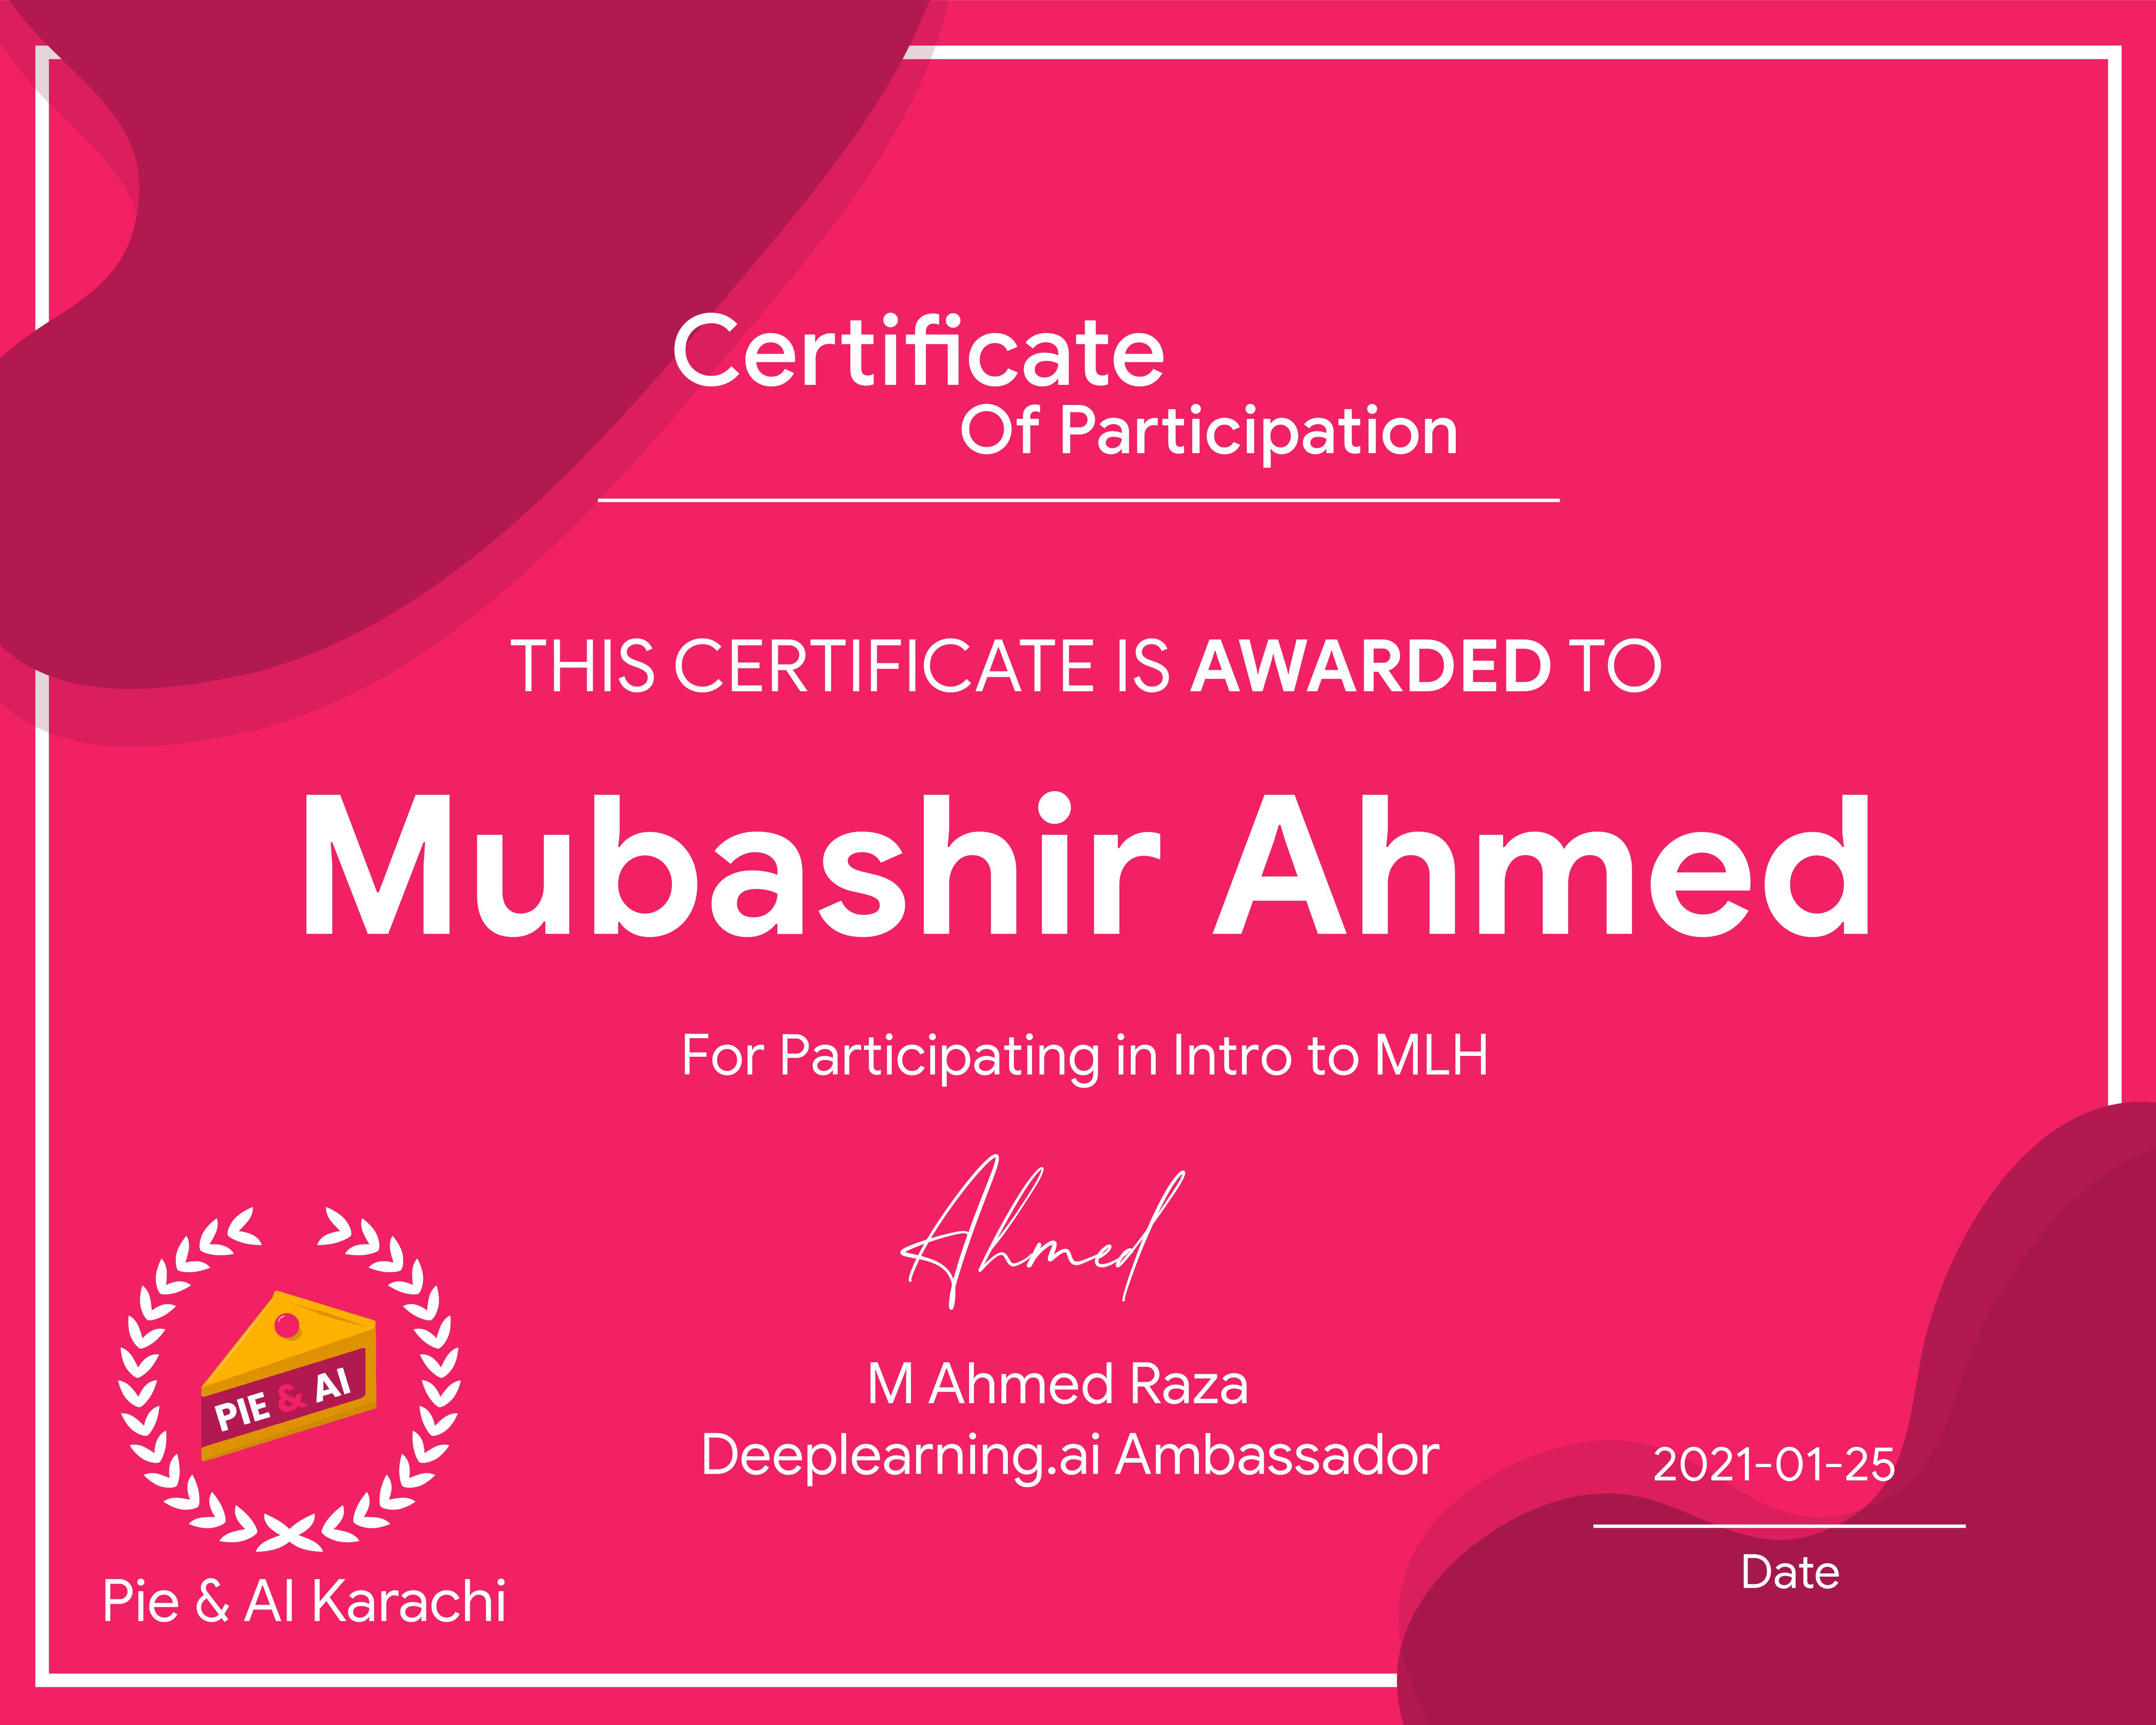 Certificate
Of Participation
THIS CERTIFICATE IS AWARDED TO
Mubashir Ahmed
For Participating in Intro to MLH
Ahmed
M Ahmed Raza
Deeplearning.ai Ambassador
PIE & AI
Pie & AI Karachi
2021-01-25
Date